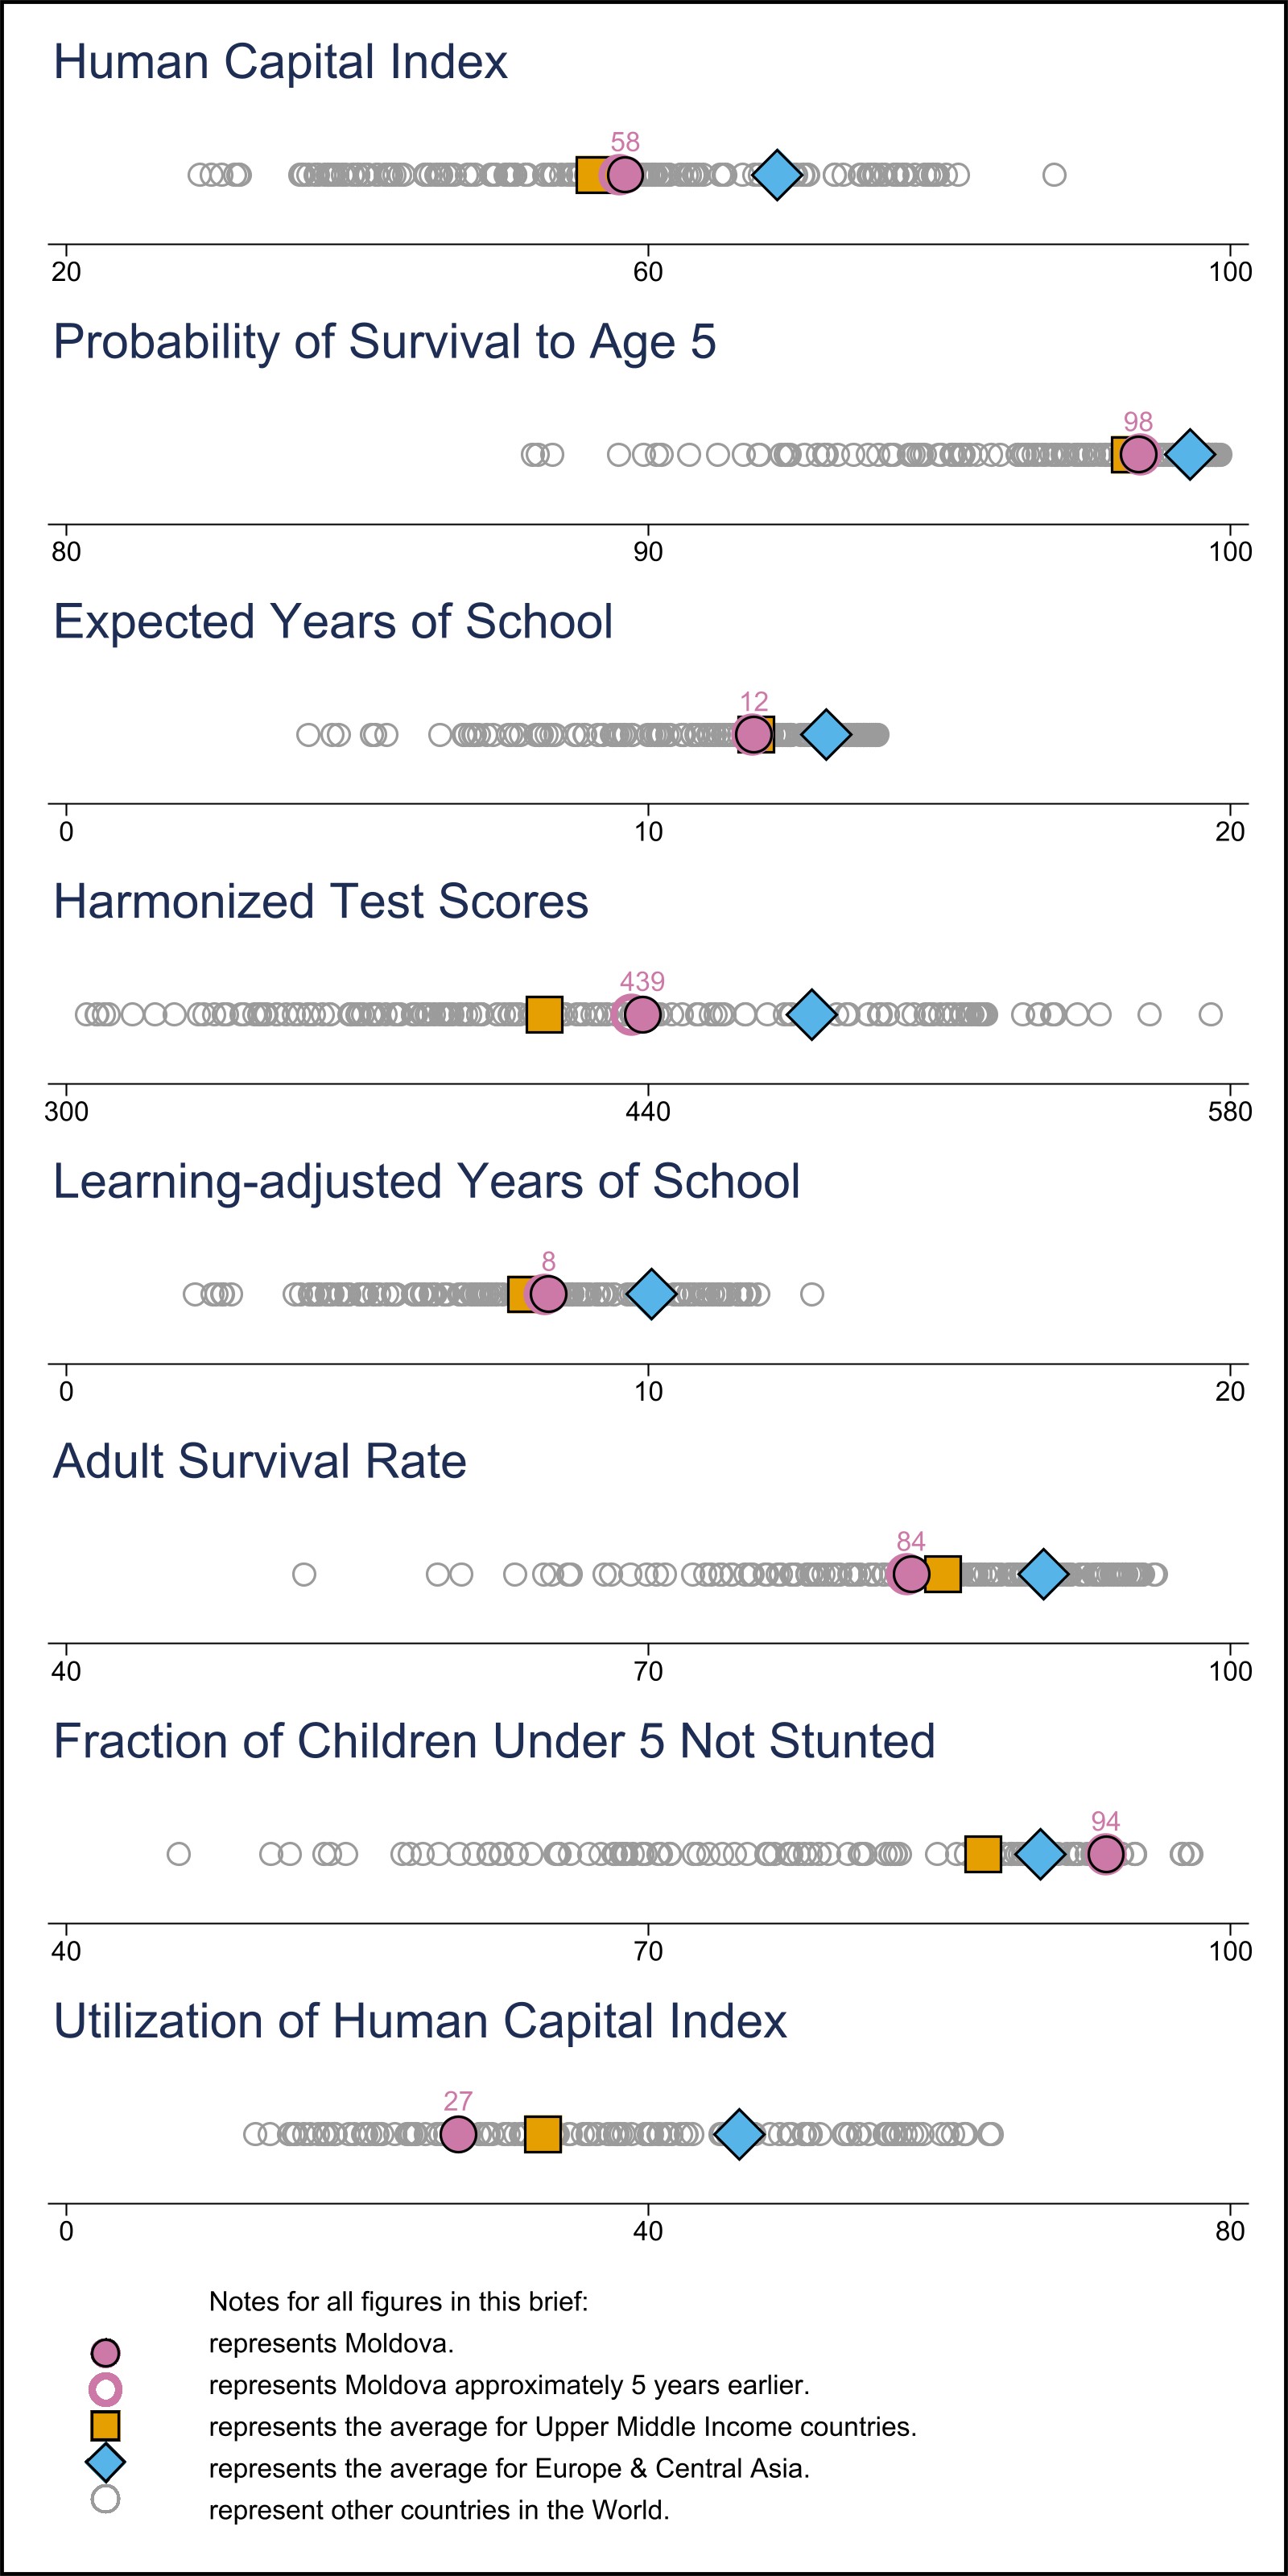 Human Capital Index
58
20 60 100
Probability of Survival to Age 5
98
80 90 100
Expected Years of School
12
0 10 20
Harmonized Test Scores
439
300 440 580
Learning-adjusted Years of School
8
0 10 20
Adult Survival Rate
84
40 70 100
Fraction of Children Under 5 Not Stunted
94
40 70 100
Utilization of Human Capital Index
27
0 40 80
Notes for all figures in this brief:
represents Moldova.
represents Moldova approximately 5 years earlier.
represents the average for Upper Middle Income countries.
represents the average for Europe & Central Asia.
represent other countries in the World.